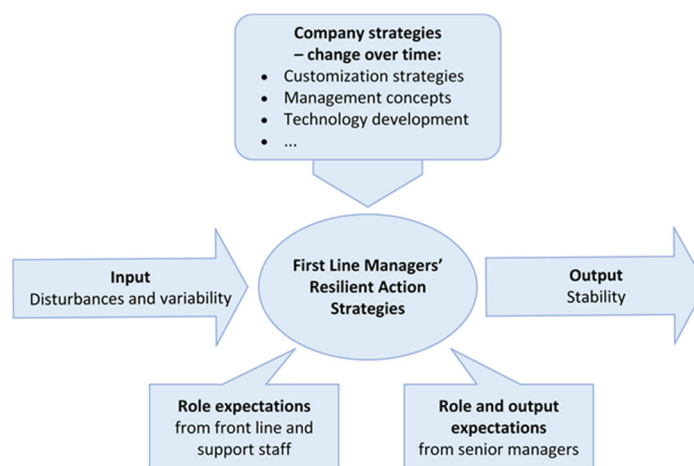 Company strategies
– change over time:
• Customization strategies
• Management concepts
• Technology development
• ...
Input
Disturbances and variability
First Line Managers’
Resilient Action
Strategies
Output
Stability
Role expectations
from front line and
support staff
Role and output
expectations
from senior managers